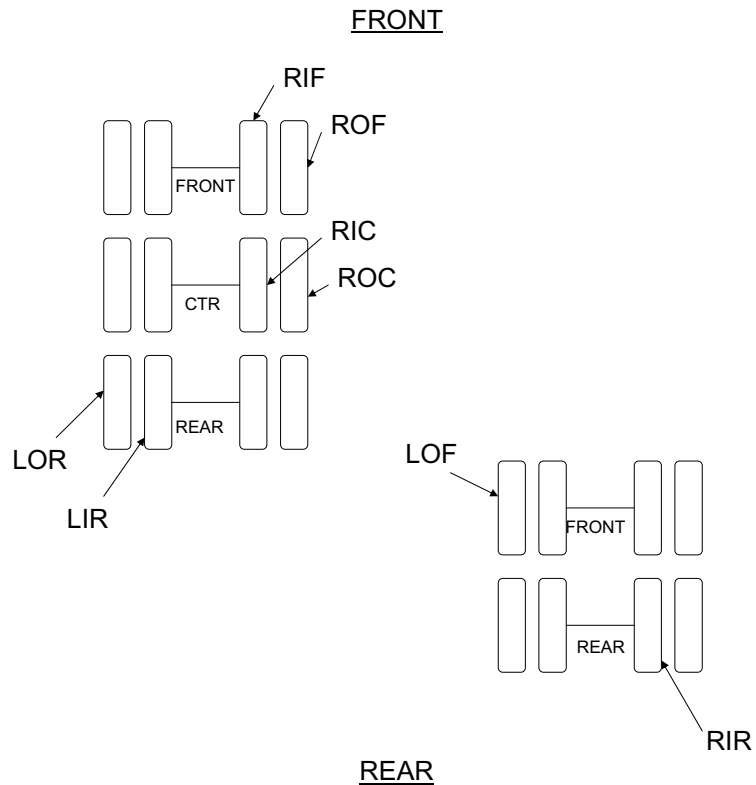 FRONT
RIF
ROF
FRONT
RIC
ROC
CTR
REAR
LOR
LIR
LOF
FRONT
REAR
RIR
REAR